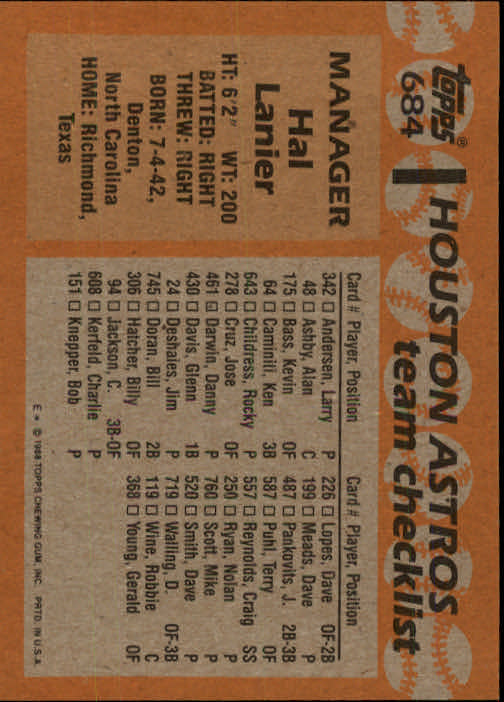 topps®
684
HOUSTON ASTROS
team checklist
MANAGER
Hal
Lanier
HT: 6'2" WT: 200
BATTED: RIGHT
THREW: RIGHT
BORN: 7-4-42,
Denton,
North Carolina
HOME: Richmond,
Texas
Card # Player, Position
342 □ Andersen, Larry P
48 □ Ashby, Alan C
175 □ Bass, Kevin OF
64 □ Caminiti, Ken 3B
643 □ Childress, Rocky P
278 □ Cruz, Jose OF
461 □ Darwin, Danny P
430 □ Davis, Glenn 1B
24 □ Deshaies, Jim P
745 □ Doran, Bill 2B
306 □ Hatcher, Billy OF
94 □ Jackson, C. 3B-OF
608 □ Kerfeld, Charlie P
151 □ Knepper, Bob P
Card # Player, Position
226 □ Lopes, Dave OF-2B
199 □ Meads, Dave P
487 □ Pankovits, J. 2B-3B
587 □ Puhl, Terry OF
557 □ Reynolds, Craig SS
250 □ Ryan, Nolan P
760 □ Scott, Mike P
520 □ Smith, Dave P
719 □ Walling, D. OF-3B
119 □ Wine, Robbie C
368 □ Young, Gerald OF
E* © 1988 TOPPS CHEWING GUM, INC. PRTD. IN U.S.A.